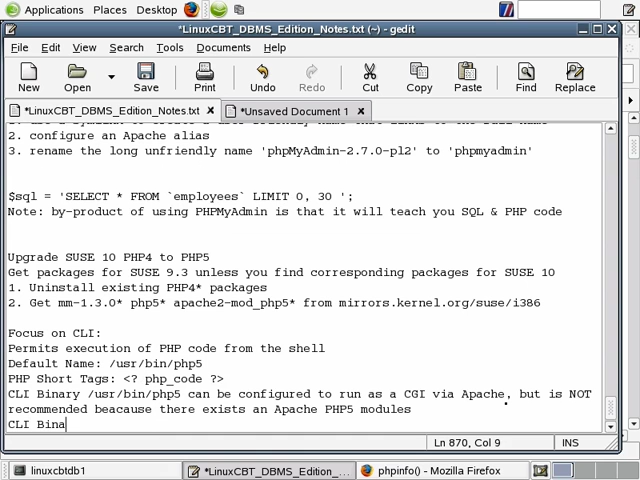 Applications Places Desktop
*LinuxCBT_DBMS_Edition_Notes.txt (~) - gedit
File Edit View Search Tools Documents Help
New Open Save Print Undo Redo Cut Copy Paste Find Replace
*LinuxCBT_DBMS_Edition_Notes.txt *Unsaved Document 1
2. configure an Apache alias
3. rename the long unfriendly name 'phpMyAdmin-2.7.0-pl2' to 'phpmyadmin'
$sql = 'SELECT * FROM `employees` LIMIT 0, 30 ';
Note: by-product of using PHPMyAdmin is that it will teach you SQL & PHP code
Upgrade SUSE 10 PHP4 to PHP5
Get packages for SUSE 9.3 unless you find corresponding packages for SUSE 10
1. Uninstall existing PHP4* packages
2. Get mm-1.3.0* php5* apache2-mod_php5* from mirrors.kernel.org/suse/i386
Focus on CLI:
Permits execution of PHP code from the shell
Default Name: /usr/bin/php5
PHP Short Tags: <? php_code ?>
CLI Binary /usr/bin/php5 can be configured to run as a CGI via Apache, but is NOT
recommended beacause there exists an Apache PHP5 modules
CLI Bina
Ln 870, Col 9 INS
linuxcbtdb1 *LinuxCBT_DBMS_Edition_... phpinfo() - Mozilla Firefox